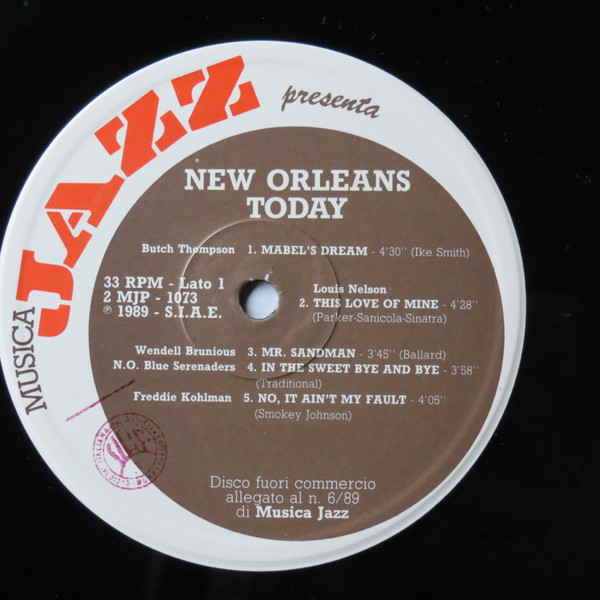 MUSICA JAZZ presenta
NEW ORLEANS
TODAY
Butch Thompson 1. MABEL'S DREAM - 4'30'' (Ike Smith)
33 RPM - Lato 1
2 MJP - 1073
℗ 1989 - S.I.A.E.
Louis Nelson
2. THIS LOVE OF MINE - 4'28''
(Parker-Sanicola-Sinatra)
Wendell Brunious 3. MR. SANDMAN - 3'45'' (Ballard)
N.O. Blue Serenaders 4. IN THE SWEET BYE AND BYE - 3'58''
(Traditional)
Freddie Kohlman 5. NO, IT AIN'T MY FAULT - 4'05''
(Smokey Johnson)
Disco fuori commercio
allegato al n. 6/89
di Musica Jazz